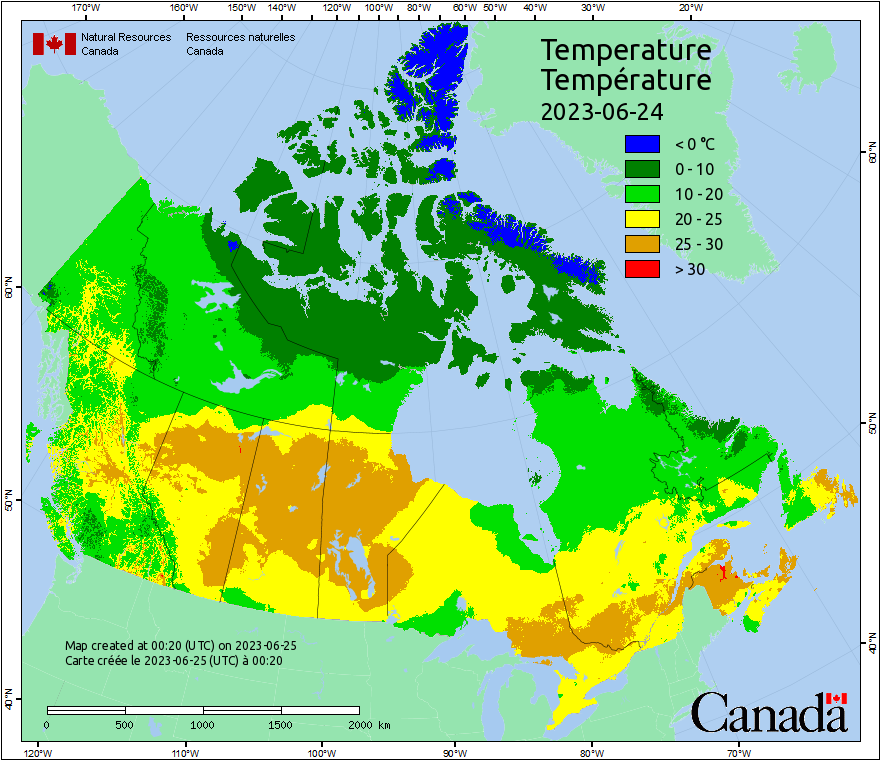 170°W 160°W 150°W 140°W 130°W 120°W 110°W 100°W 80°W 60°W 50°W 40°W 30°W 20°W
Natural Resources Ressources naturelles
Canada Canada
Temperature
Température
2023-06-24
< 0 °C
0 - 10
10 - 20
20 - 25
25 - 30
> 30
60°N
60°N
50°N
50°N
40°N
40°N
Map created at 00:20 (UTC) on 2023-06-25
Carte créée le 2023-06-25 (UTC) à 00:20
0 500 1000 1500 2000 km
Canada
120°W 110°W 100°W 90°W 80°W 70°W